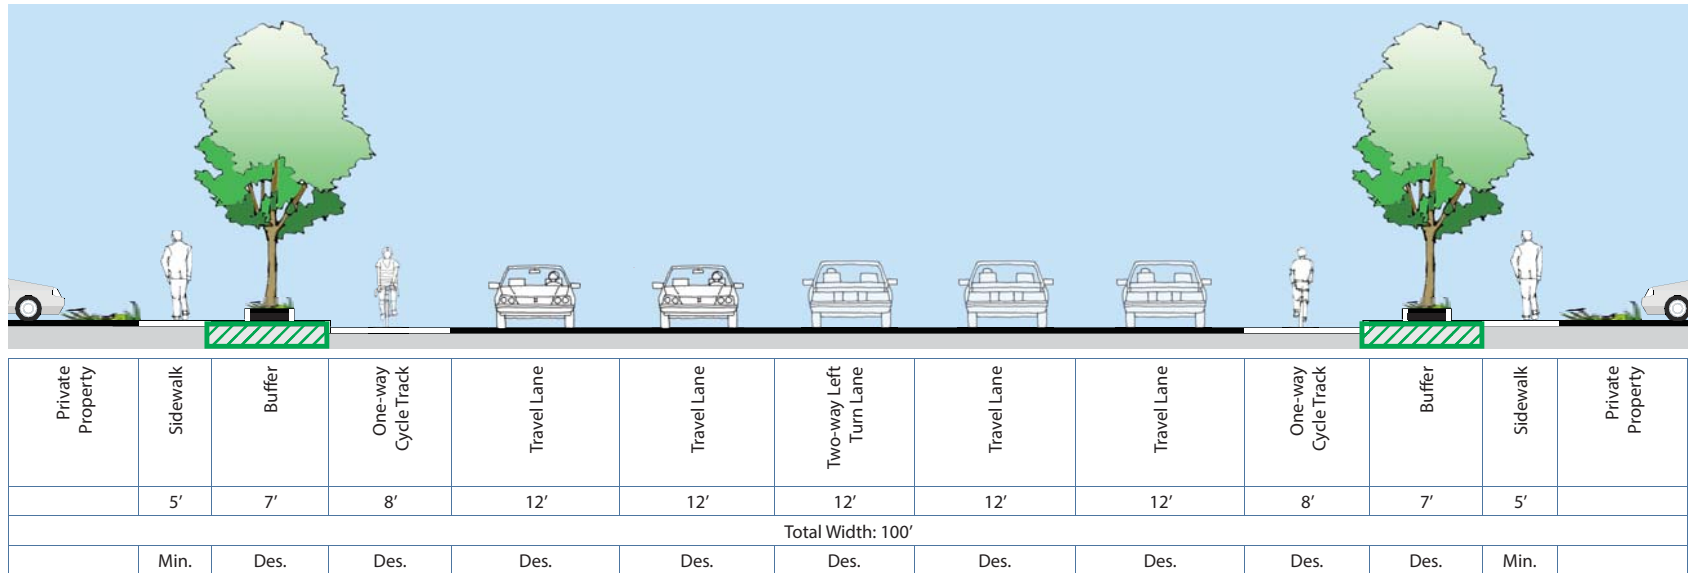 Private
Property
Sidewalk
Buffer
One-way
Cycle Track
Travel Lane
Travel Lane
Two-way Left
Turn Lane
Travel Lane
Travel Lane
One-way
Cycle Track
Buffer
Sidewalk
Private
Property
5’ 7’ 8’ 12’ 12’ 12’ 12’ 12’ 8’ 7’ 5’
Total Width: 100’
Min. Des. Des. Des. Des. Des. Des. Des. Des. Des. Min.